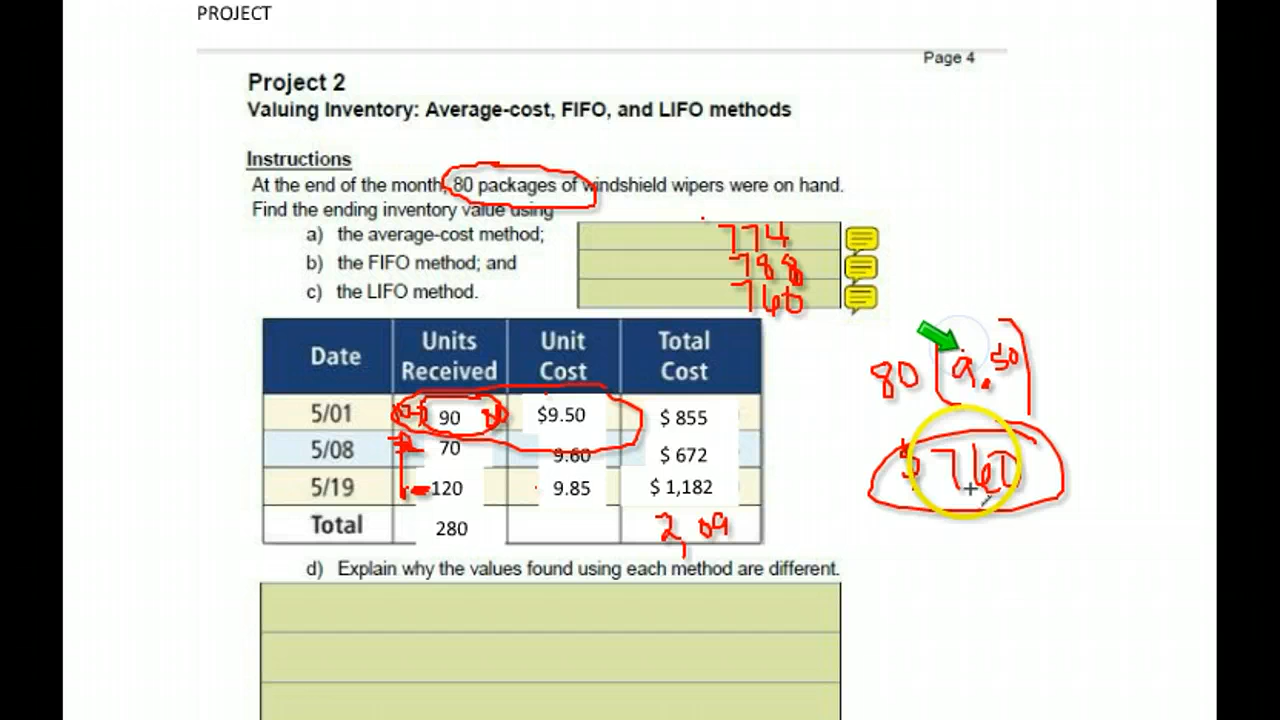 PROJECT
Page 4
Project 2
Valuing Inventory: Average-cost, FIFO, and LIFO methods
Instructions
At the end of the month, 80 packages of windshield wipers were on hand.
Find the ending inventory value using
a) the average-cost method; 774
b) the FIFO method; and 788
c) the LIFO method. 760
Date Units Received Unit Cost Total Cost
5/01 90 $9.50 $ 855
5/08 70 9.60 $ 672
5/19 120 9.85 $ 1,182
Total 280 2,09
80 (9.50)
$ 760
d) Explain why the values found using each method are different.